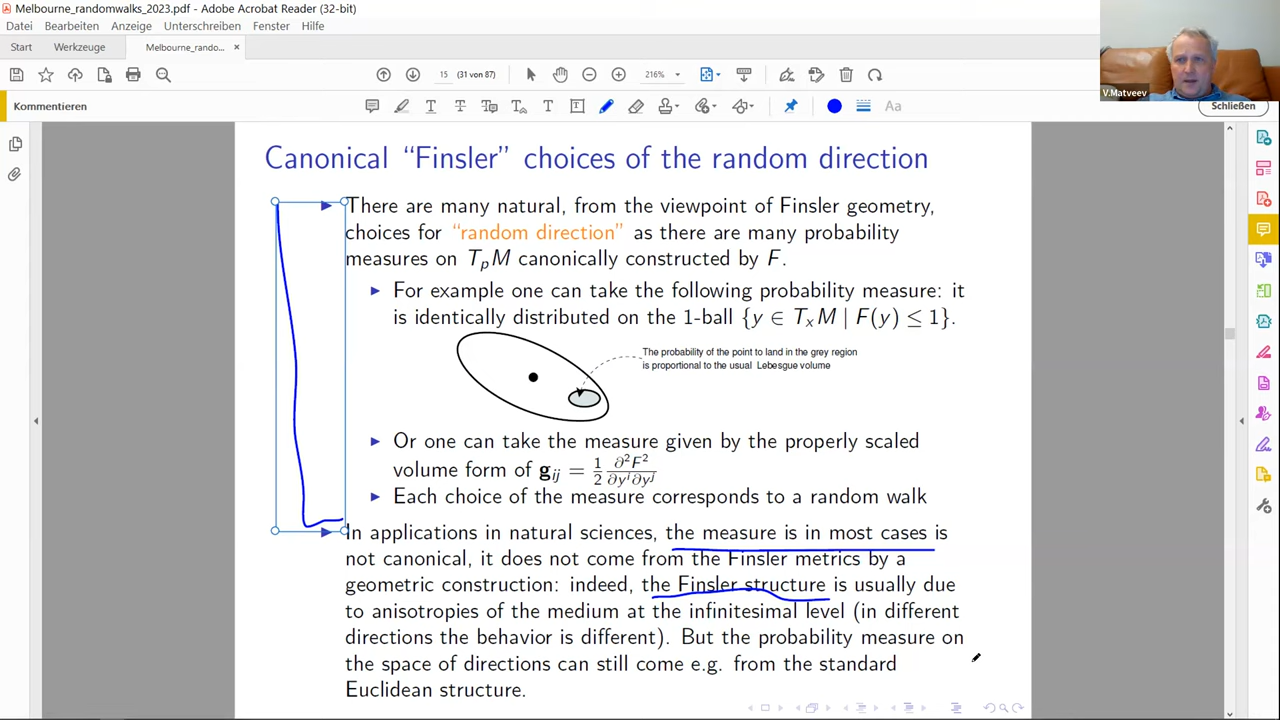 Melbourne_randomwalks_2023.pdf - Adobe Acrobat Reader (32-bit)
Datei Bearbeiten Anzeige Unterschreiben Fenster Hilfe
Start Werkzeuge Melbourne_rando... ×
15 (31 von 87) 216%
Kommentieren
Aa
V.Matveev
Schließen
Canonical “Finsler” choices of the random direction
There are many natural, from the viewpoint of Finsler geometry,
choices for “random direction” as there are many probability
measures on TₚM canonically constructed by F.
For example one can take the following probability measure: it
is identically distributed on the 1-ball {y ∈ TₓM | F(y) ≤ 1}.
The probability of the point to land in the grey region
is proportional to the usual Lebesgue volume
Or one can take the measure given by the properly scaled
volume form of g_ij = 1/2 ∂²F²/∂yⁱ∂yʲ
Each choice of the measure corresponds to a random walk
In applications in natural sciences, the measure is in most cases is
not canonical, it does not come from the Finsler metrics by a
geometric construction: indeed, the Finsler structure is usually due
to anisotropies of the medium at the infinitesimal level (in different
directions the behavior is different). But the probability measure on
the space of directions can still come e.g. from the standard
Euclidean structure.